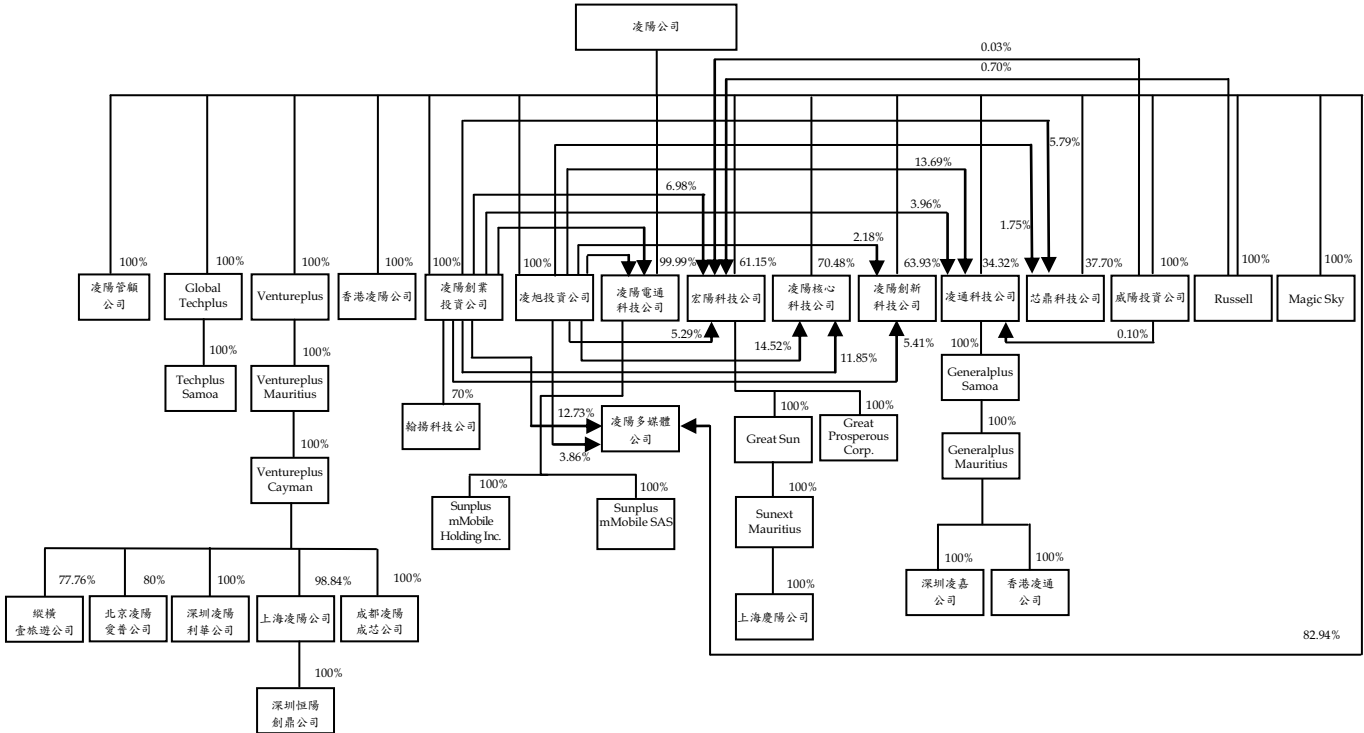 凌陽公司
0.03%
0.70%
5.79%
13.69%
6.98%
3.96%
1.75%
2.18%
100%
100%
100%
100%
100%
100%
99.99%
61.15%
70.48%
63.93%
34.32%
37.70%
100%
100%
100%
凌陽管顧
公司
Global
Techplus
Ventureplus
香港凌陽公司
凌陽創業
投資公司
凌旭投資公司
凌陽電通
科技公司
宏陽科技公司
凌陽核心
科技公司
凌陽創新
科技公司
凌通科技公司
芯鼎科技公司
威陽投資公司
Russell
Magic Sky
5.29%
14.52%
11.85%
5.41%
0.10%
100%
100%
100%
Techplus
Samoa
Ventureplus
Mauritius
Generalplus
Samoa
70%
12.73%
3.86%
100%
100%
翰揚科技公司
凌陽多媒體
公司
Great Sun
Great
Prosperous
Corp.
100%
100%
Ventureplus
Cayman
Generalplus
Mauritius
100%
100%
100%
Sunplus
mMobile
Holding Inc.
Sunplus
mMobile SAS
Sunext
Mauritius
77.76%
80%
100%
98.84%
100%
100%
100%
100%
縱橫
壹旅遊公司
北京凌陽
愛普公司
深圳凌陽
利華公司
上海凌陽公司
成都凌陽
成芯公司
上海慶陽公司
深圳凌嘉
公司
香港凌通
公司
82.94%
100%
深圳恒陽
創鼎公司